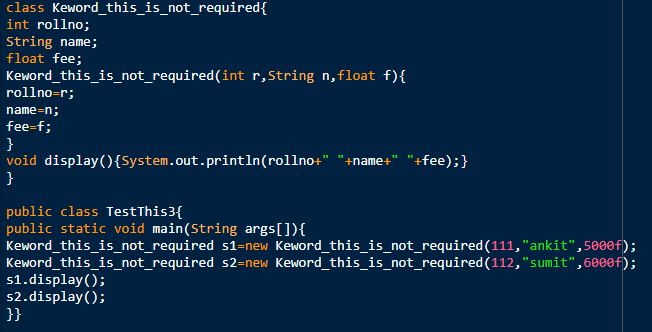 class Keword_this_is_not_required{
int rollno;
String name;
float fee;
Keword_this_is_not_required(int r,String n,float f){
rollno=r;
name=n;
fee=f;
}
void display(){System.out.println(rollno+" "+name+" "+fee);}
}
public class TestThis3{
public static void main(String args[]){
Keword_this_is_not_required s1=new Keword_this_is_not_required(111,"ankit",5000f);
Keword_this_is_not_required s2=new Keword_this_is_not_required(112,"sumit",6000f);
s1.display();
s2.display();
}}